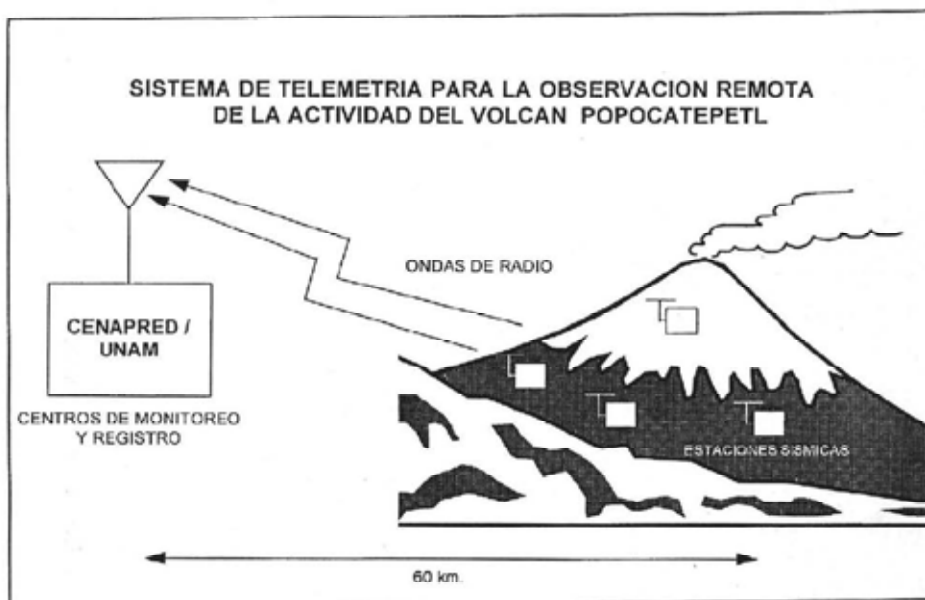 SISTEMA DE TELEMETRIA PARA LA OBSERVACION REMOTA
DE LA ACTIVIDAD DEL VOLCAN POPOCATEPETL
ONDAS DE RADIO
CENAPRED /
UNAM
CENTROS DE MONITOREO
Y REGISTRO
ESTACIONES SISMICAS
60 km.